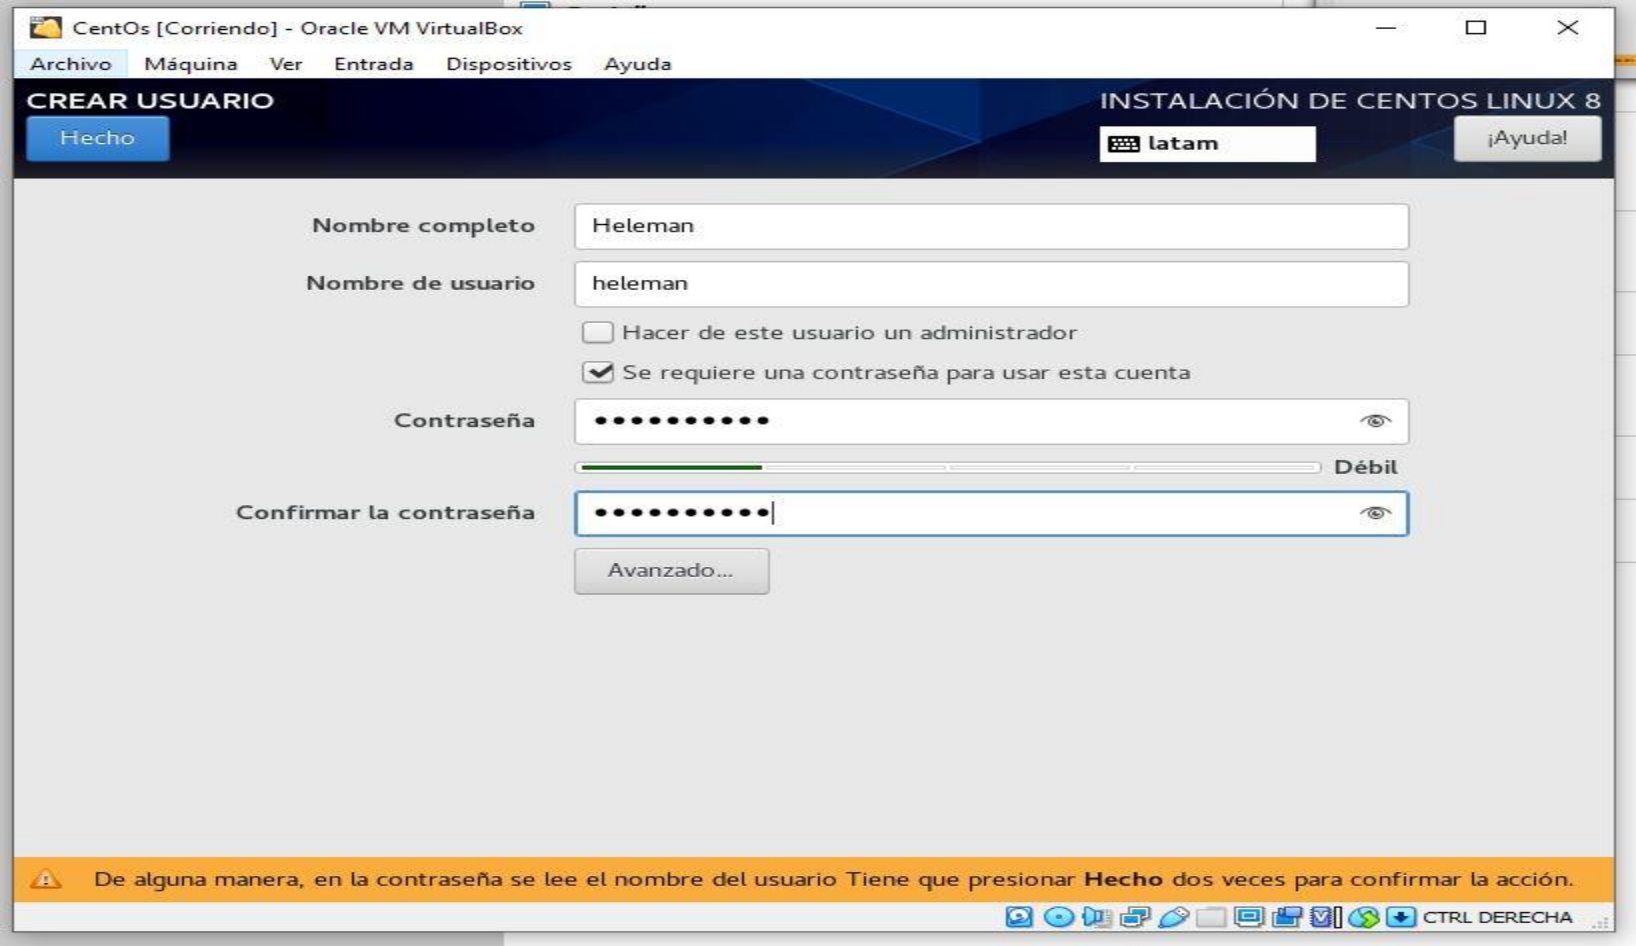 CentOs [Corriendo] - Oracle VM VirtualBox
Archivo Máquina Ver Entrada Dispositivos Ayuda
CREAR USUARIO
INSTALACIÓN DE CENTOS LINUX 8
Hecho
latam
¡Ayuda!
Nombre completo
Heleman
Nombre de usuario
heleman
Hacer de este usuario un administrador
Se requiere una contraseña para usar esta cuenta
Contraseña
••••••••••
Débil
Confirmar la contraseña
••••••••••
Avanzado...
De alguna manera, en la contraseña se lee el nombre del usuario Tiene que presionar Hecho dos veces para confirmar la acción.
CTRL DERECHA